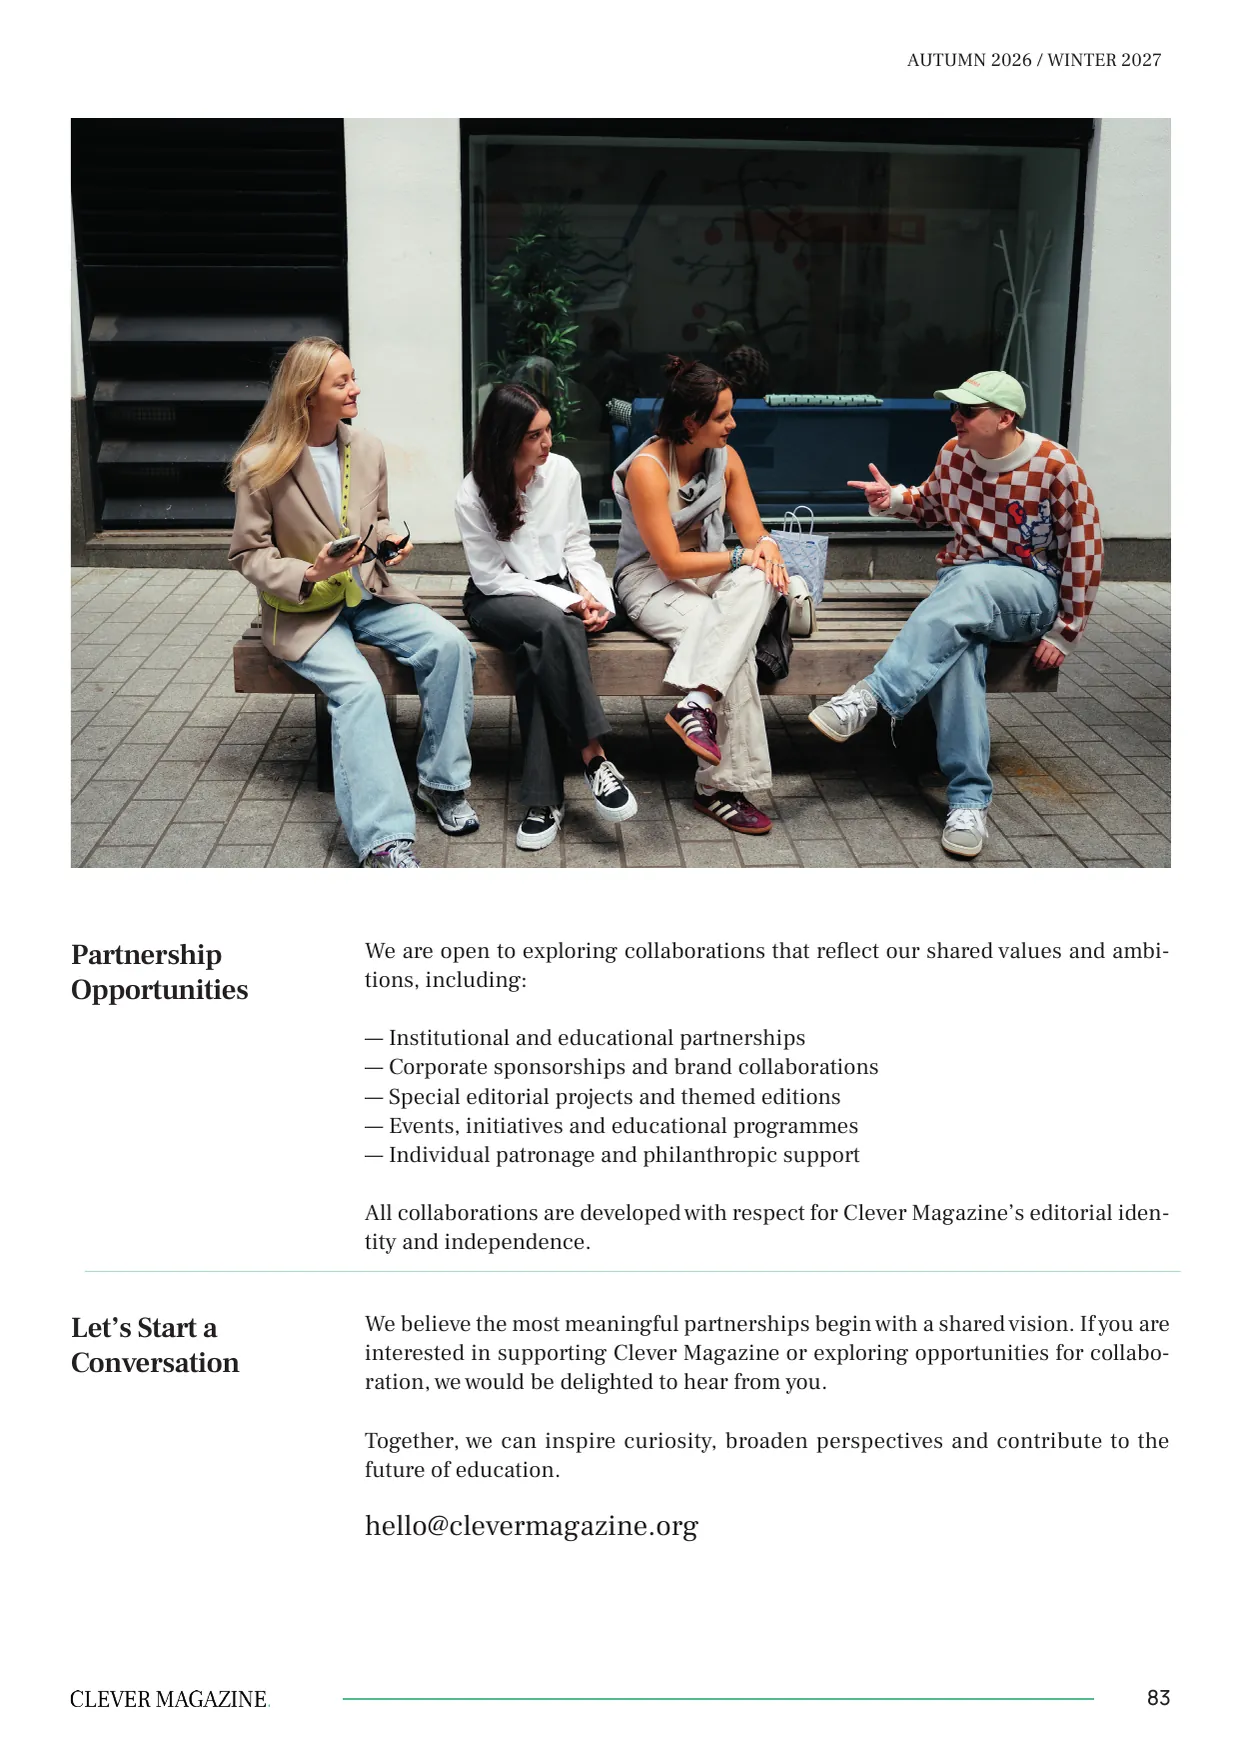 AUTUMN 2026 / WINTER 2027
Partnership
Opportunities
We are open to exploring collaborations that reflect our shared values and ambi-
tions, including:
— Institutional and educational partnerships
— Corporate sponsorships and brand collaborations
— Special editorial projects and themed editions
— Events, initiatives and educational programmes
— Individual patronage and philanthropic support
All collaborations are developed with respect for Clever Magazine’s editorial iden-
tity and independence.
Let’s Start a
Conversation
We believe the most meaningful partnerships begin with a shared vision. If you are
interested in supporting Clever Magazine or exploring opportunities for collabo-
ration, we would be delighted to hear from you.
Together, we can inspire curiosity, broaden perspectives and contribute to the
future of education.
hello@clevermagazine.org
CLEVER MAGAZINE.
83